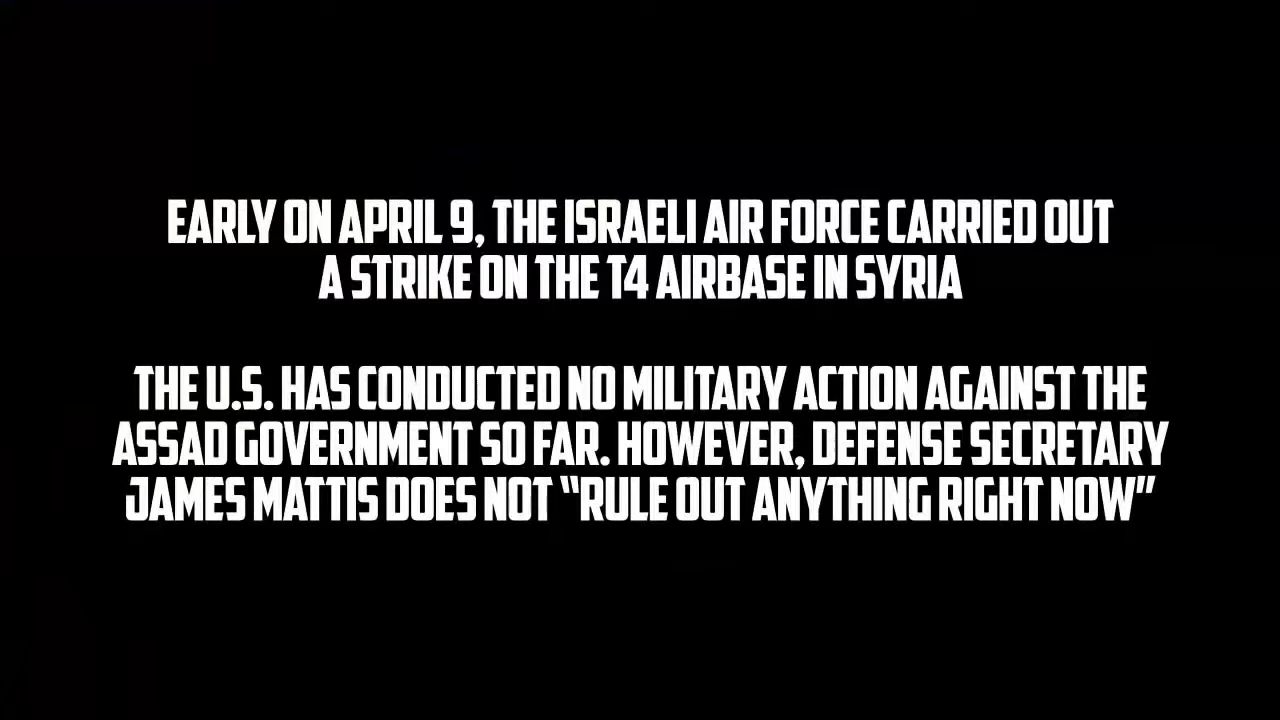 EARLY ON APRIL 9, THE ISRAELI AIR FORCE CARRIED OUT
A STRIKE ON THE T4 AIRBASE IN SYRIA
THE U.S. HAS CONDUCTED NO MILITARY ACTION AGAINST THE
ASSAD GOVERNMENT SO FAR. HOWEVER, DEFENSE SECRETARY
JAMES MATTIS DOES NOT “RULE OUT ANYTHING RIGHT NOW”